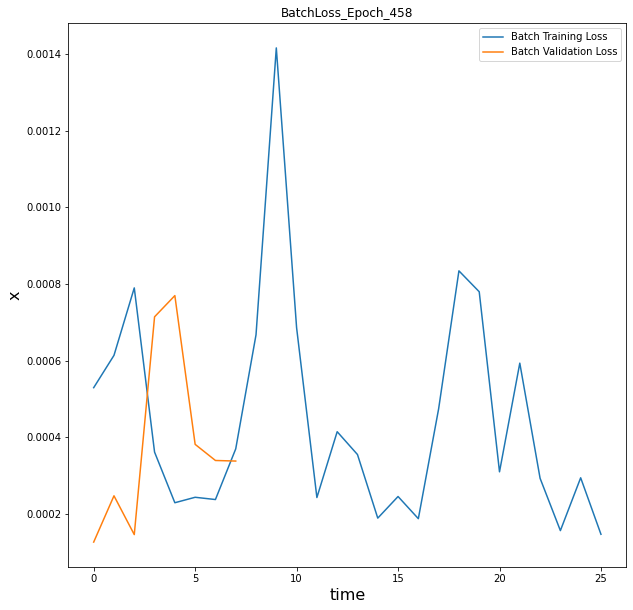 BatchLoss_Epoch_458
Batch Training Loss
Batch Validation Loss
0.0014
0.0012
0.0010
0.0008
0.0006
0.0004
0.0002
x
0 5 10 15 20 25
time